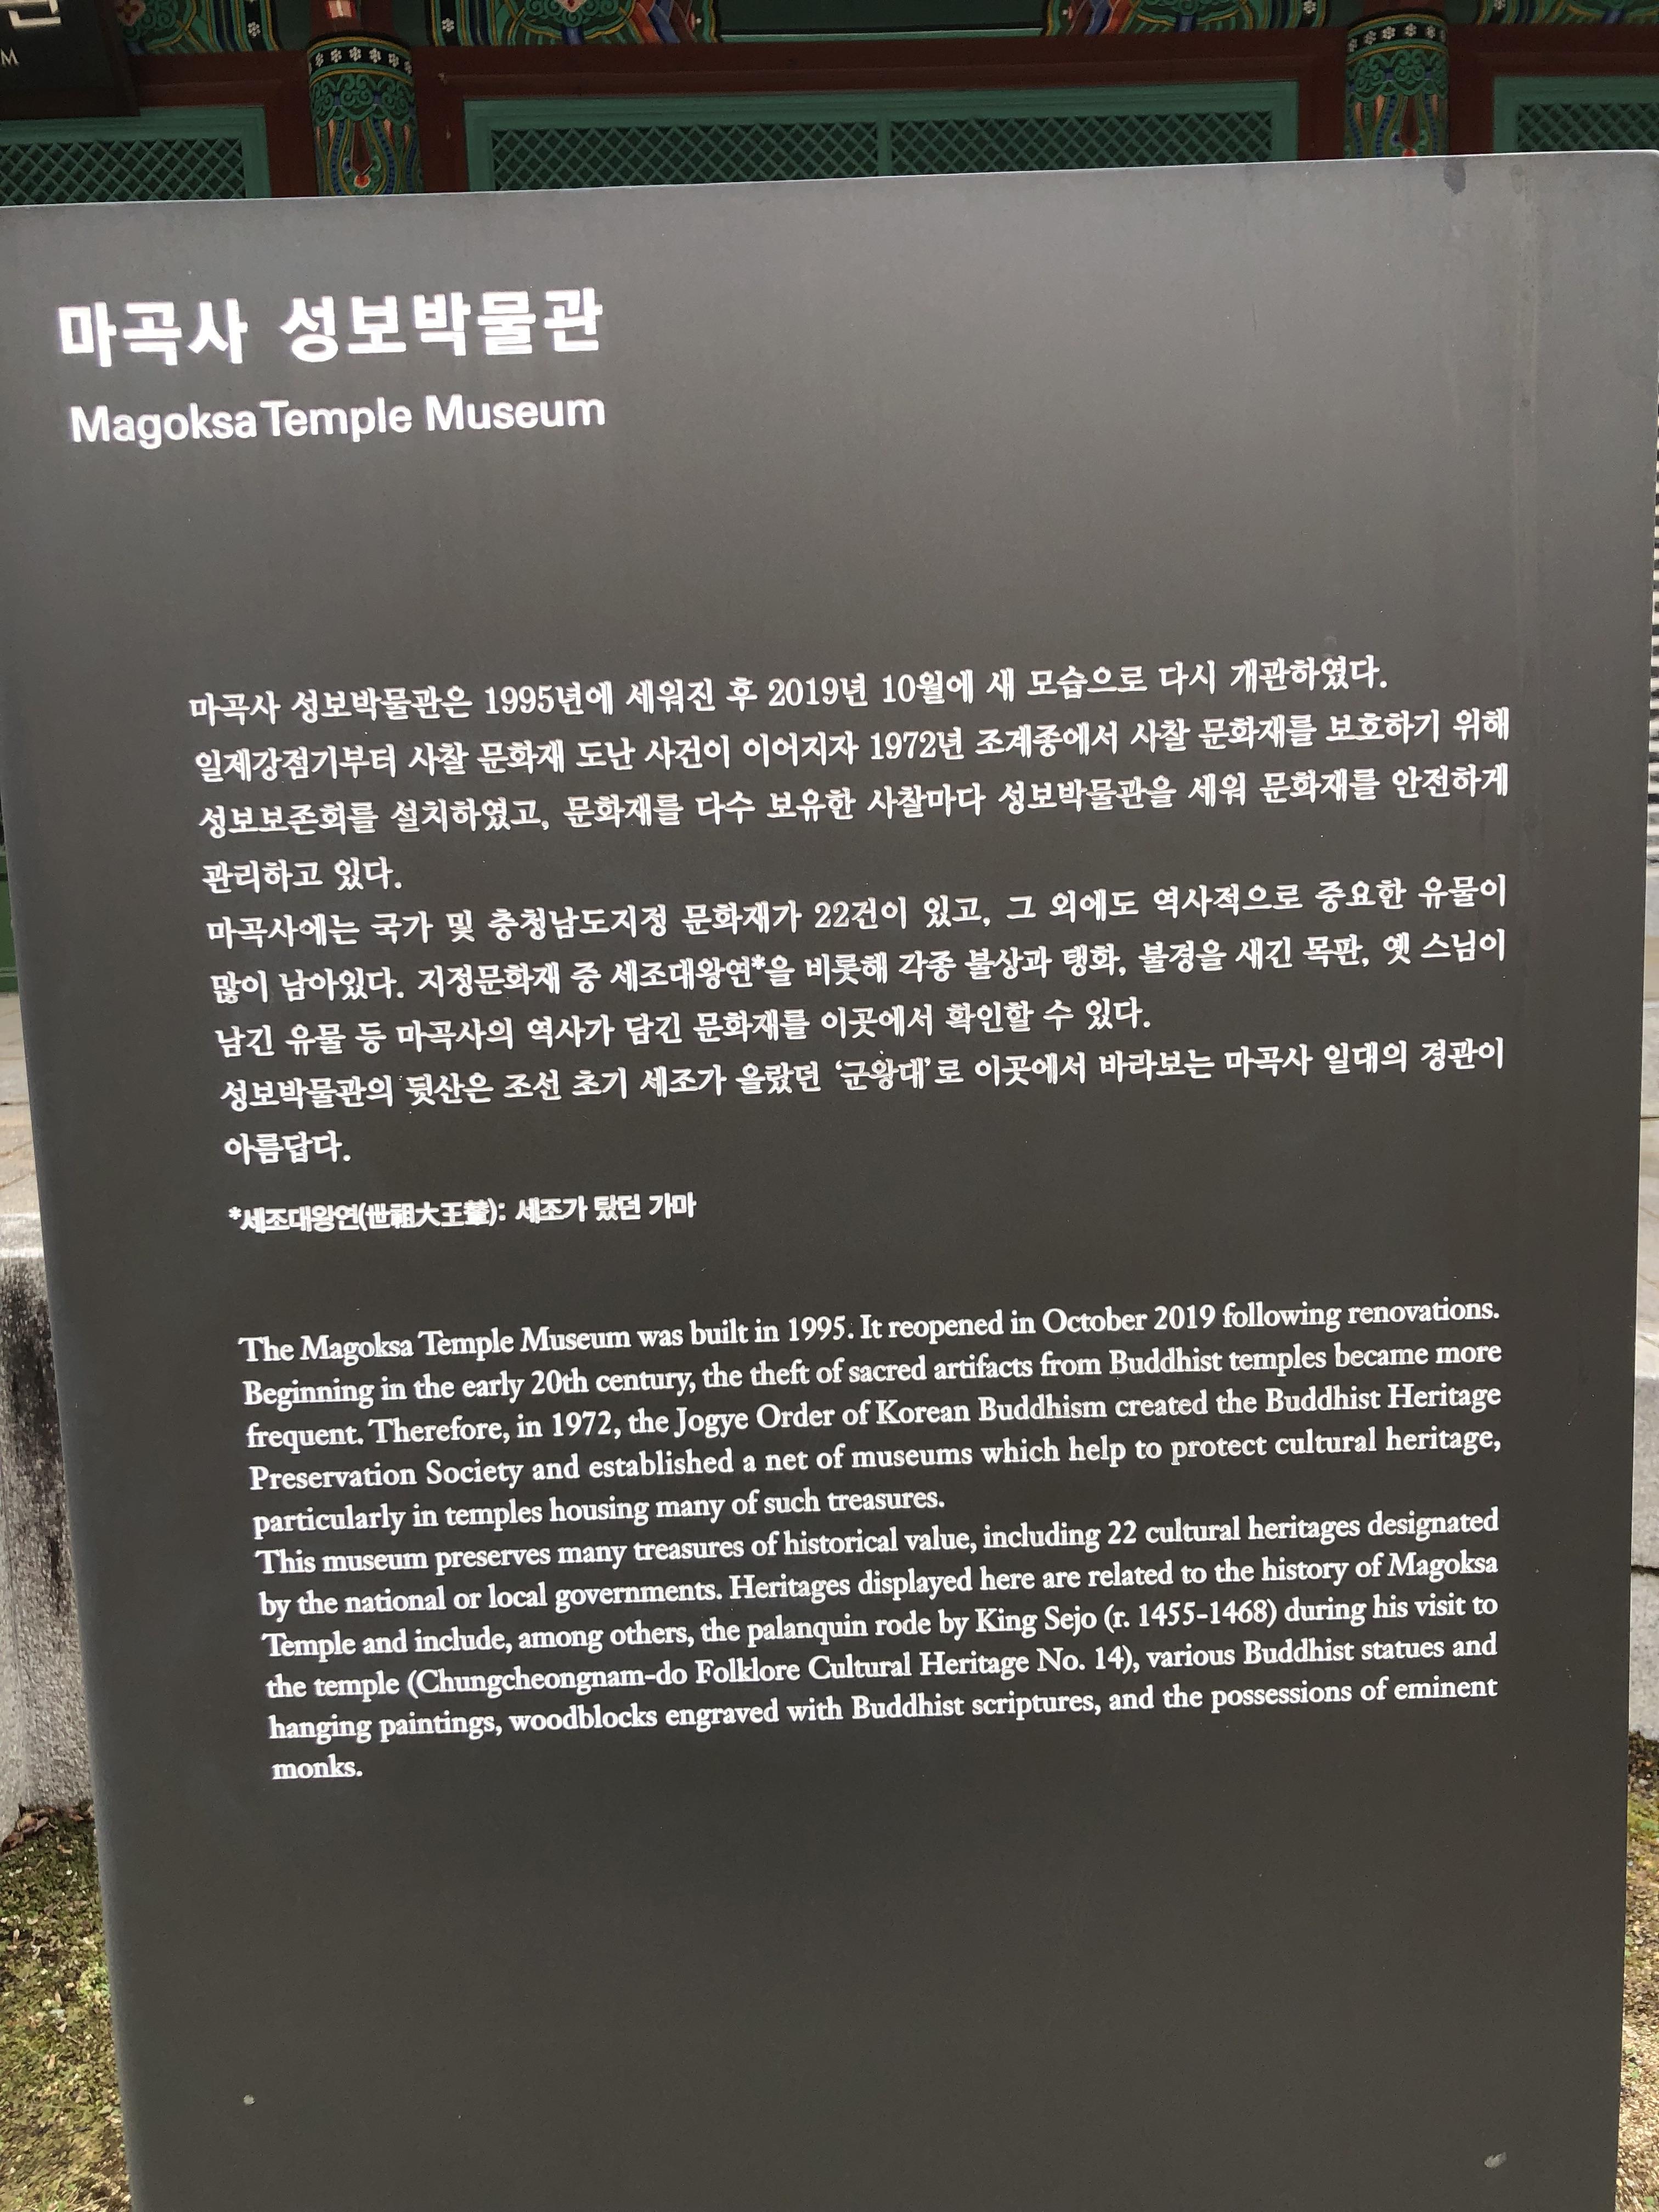 마곡사 성보박물관
Magoksa Temple Museum
마곡사 성보박물관은 1995년에 세워진 후 2019년 10월에 새 모습으로 다시 개관하였다.
일제강점기부터 사찰 문화재 도난 사건이 이어지자 1972년 조계종에서 사찰 문화재를 보호하기 위해
성보보존회를 설치하였고, 문화재를 다수 보유한 사찰마다 성보박물관을 세워 문화재를 안전하게
관리하고 있다.
마곡사에는 국가 및 충청남도지정 문화재가 22건이 있고, 그 외에도 역사적으로 중요한 유물이
많이 남아있다. 지정문화재 중 세조대왕연*을 비롯해 각종 불상과 탱화, 불경을 새긴 목판, 옛 스님이
남긴 유물 등 마곡사의 역사가 담긴 문화재를 이곳에서 확인할 수 있다.
성보박물관의 뒷산은 조선 초기 세조가 올랐던 ‘군왕대’로 이곳에서 바라보는 마곡사 일대의 경관이
아름답다.
*세조대왕연(世祖大王輦): 세조가 탔던 가마
The Magoksa Temple Museum was built in 1995. It reopened in October 2019 following renovations.
Beginning in the early 20th century, the theft of sacred artifacts from Buddhist temples became more
frequent. Therefore, in 1972, the Jogye Order of Korean Buddhism created the Buddhist Heritage
Preservation Society and established a net of museums which help to protect cultural heritage,
particularly in temples housing many of such treasures.
This museum preserves many treasures of historical value, including 22 cultural heritages designated
by the national or local governments. Heritages displayed here are related to the history of Magoksa
Temple and include, among others, the palanquin rode by King Sejo (r. 1455-1468) during his visit to
the temple (Chungcheongnam-do Folklore Cultural Heritage No. 14), various Buddhist statues and
hanging paintings, woodblocks engraved with Buddhist scriptures, and the possessions of eminent
monks.